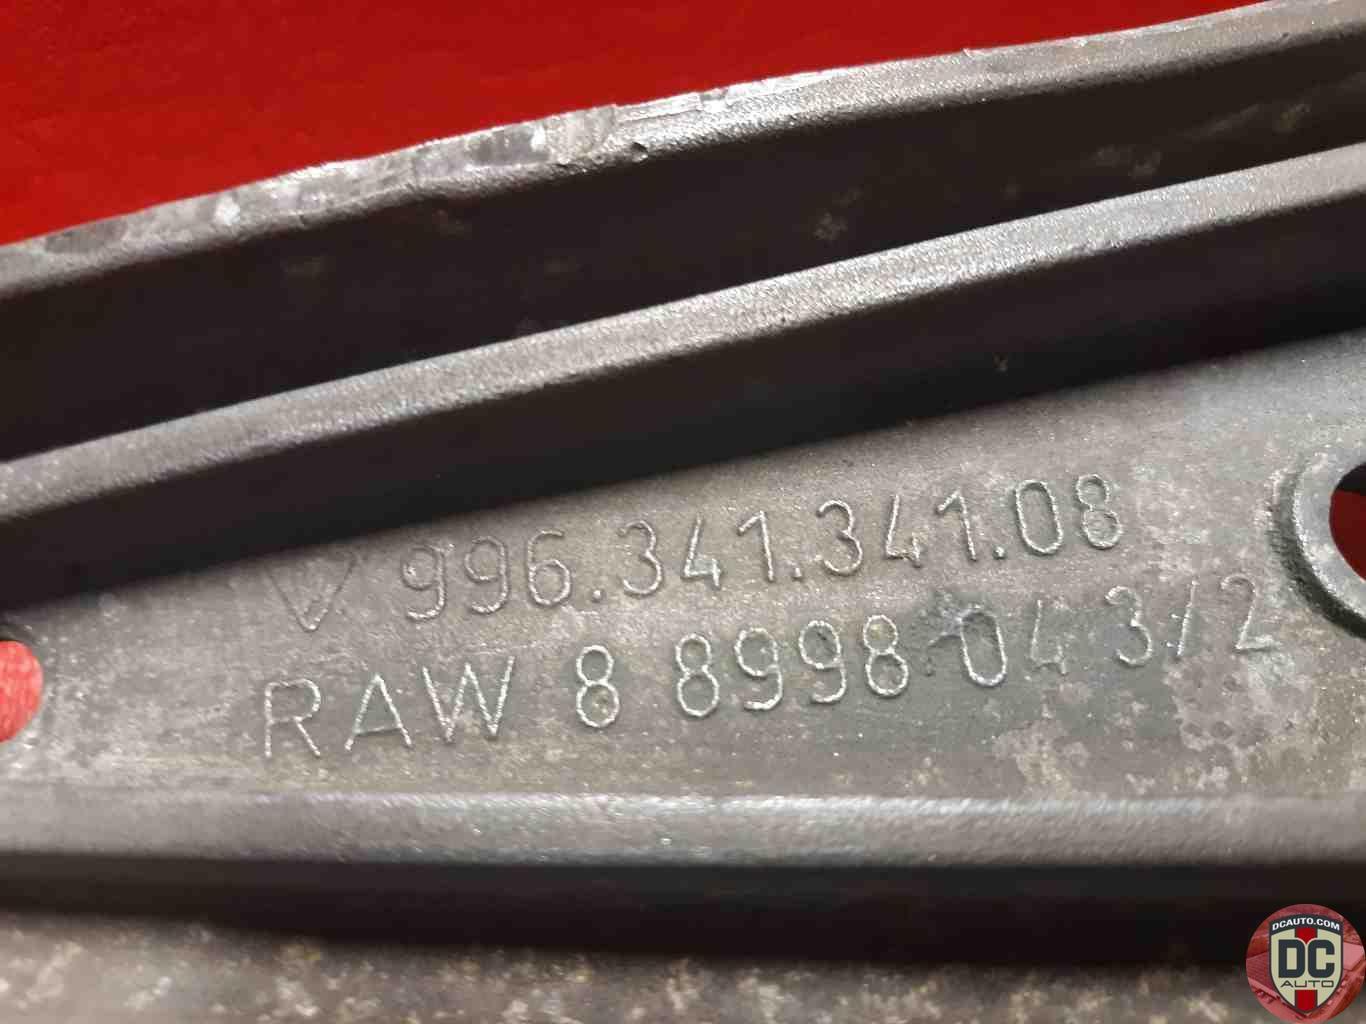 996.341.341.08
RAW 8 8998 04 3/2
DCAUTO.COM
DC
AUTO